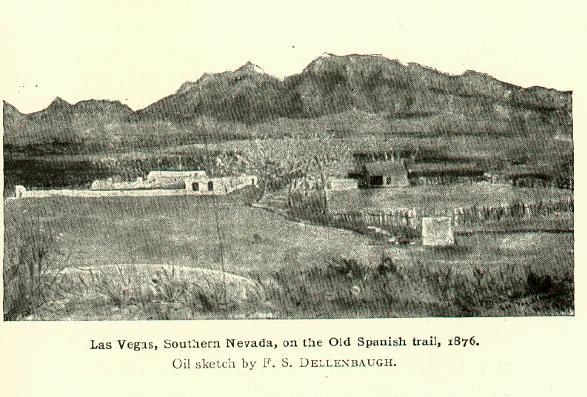 Las Vegas, Southern Nevada, on the Old Spanish trail, 1876.
Oil sketch by F. S. Dellenbaugh.